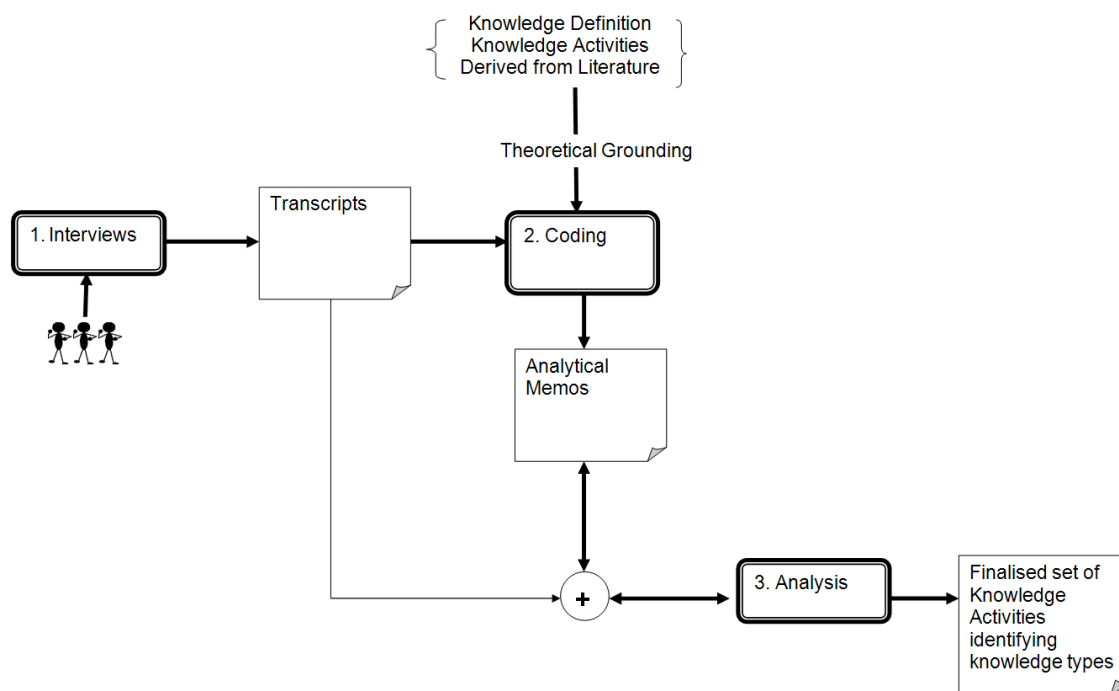 Knowledge Definition
Knowledge Activities
Derived from Literature
Theoretical Grounding
1. Interviews
Transcripts
2. Coding
Analytical
Memos
+
3. Analysis
Finalised set of
Knowledge
Activities
identifying
knowledge types